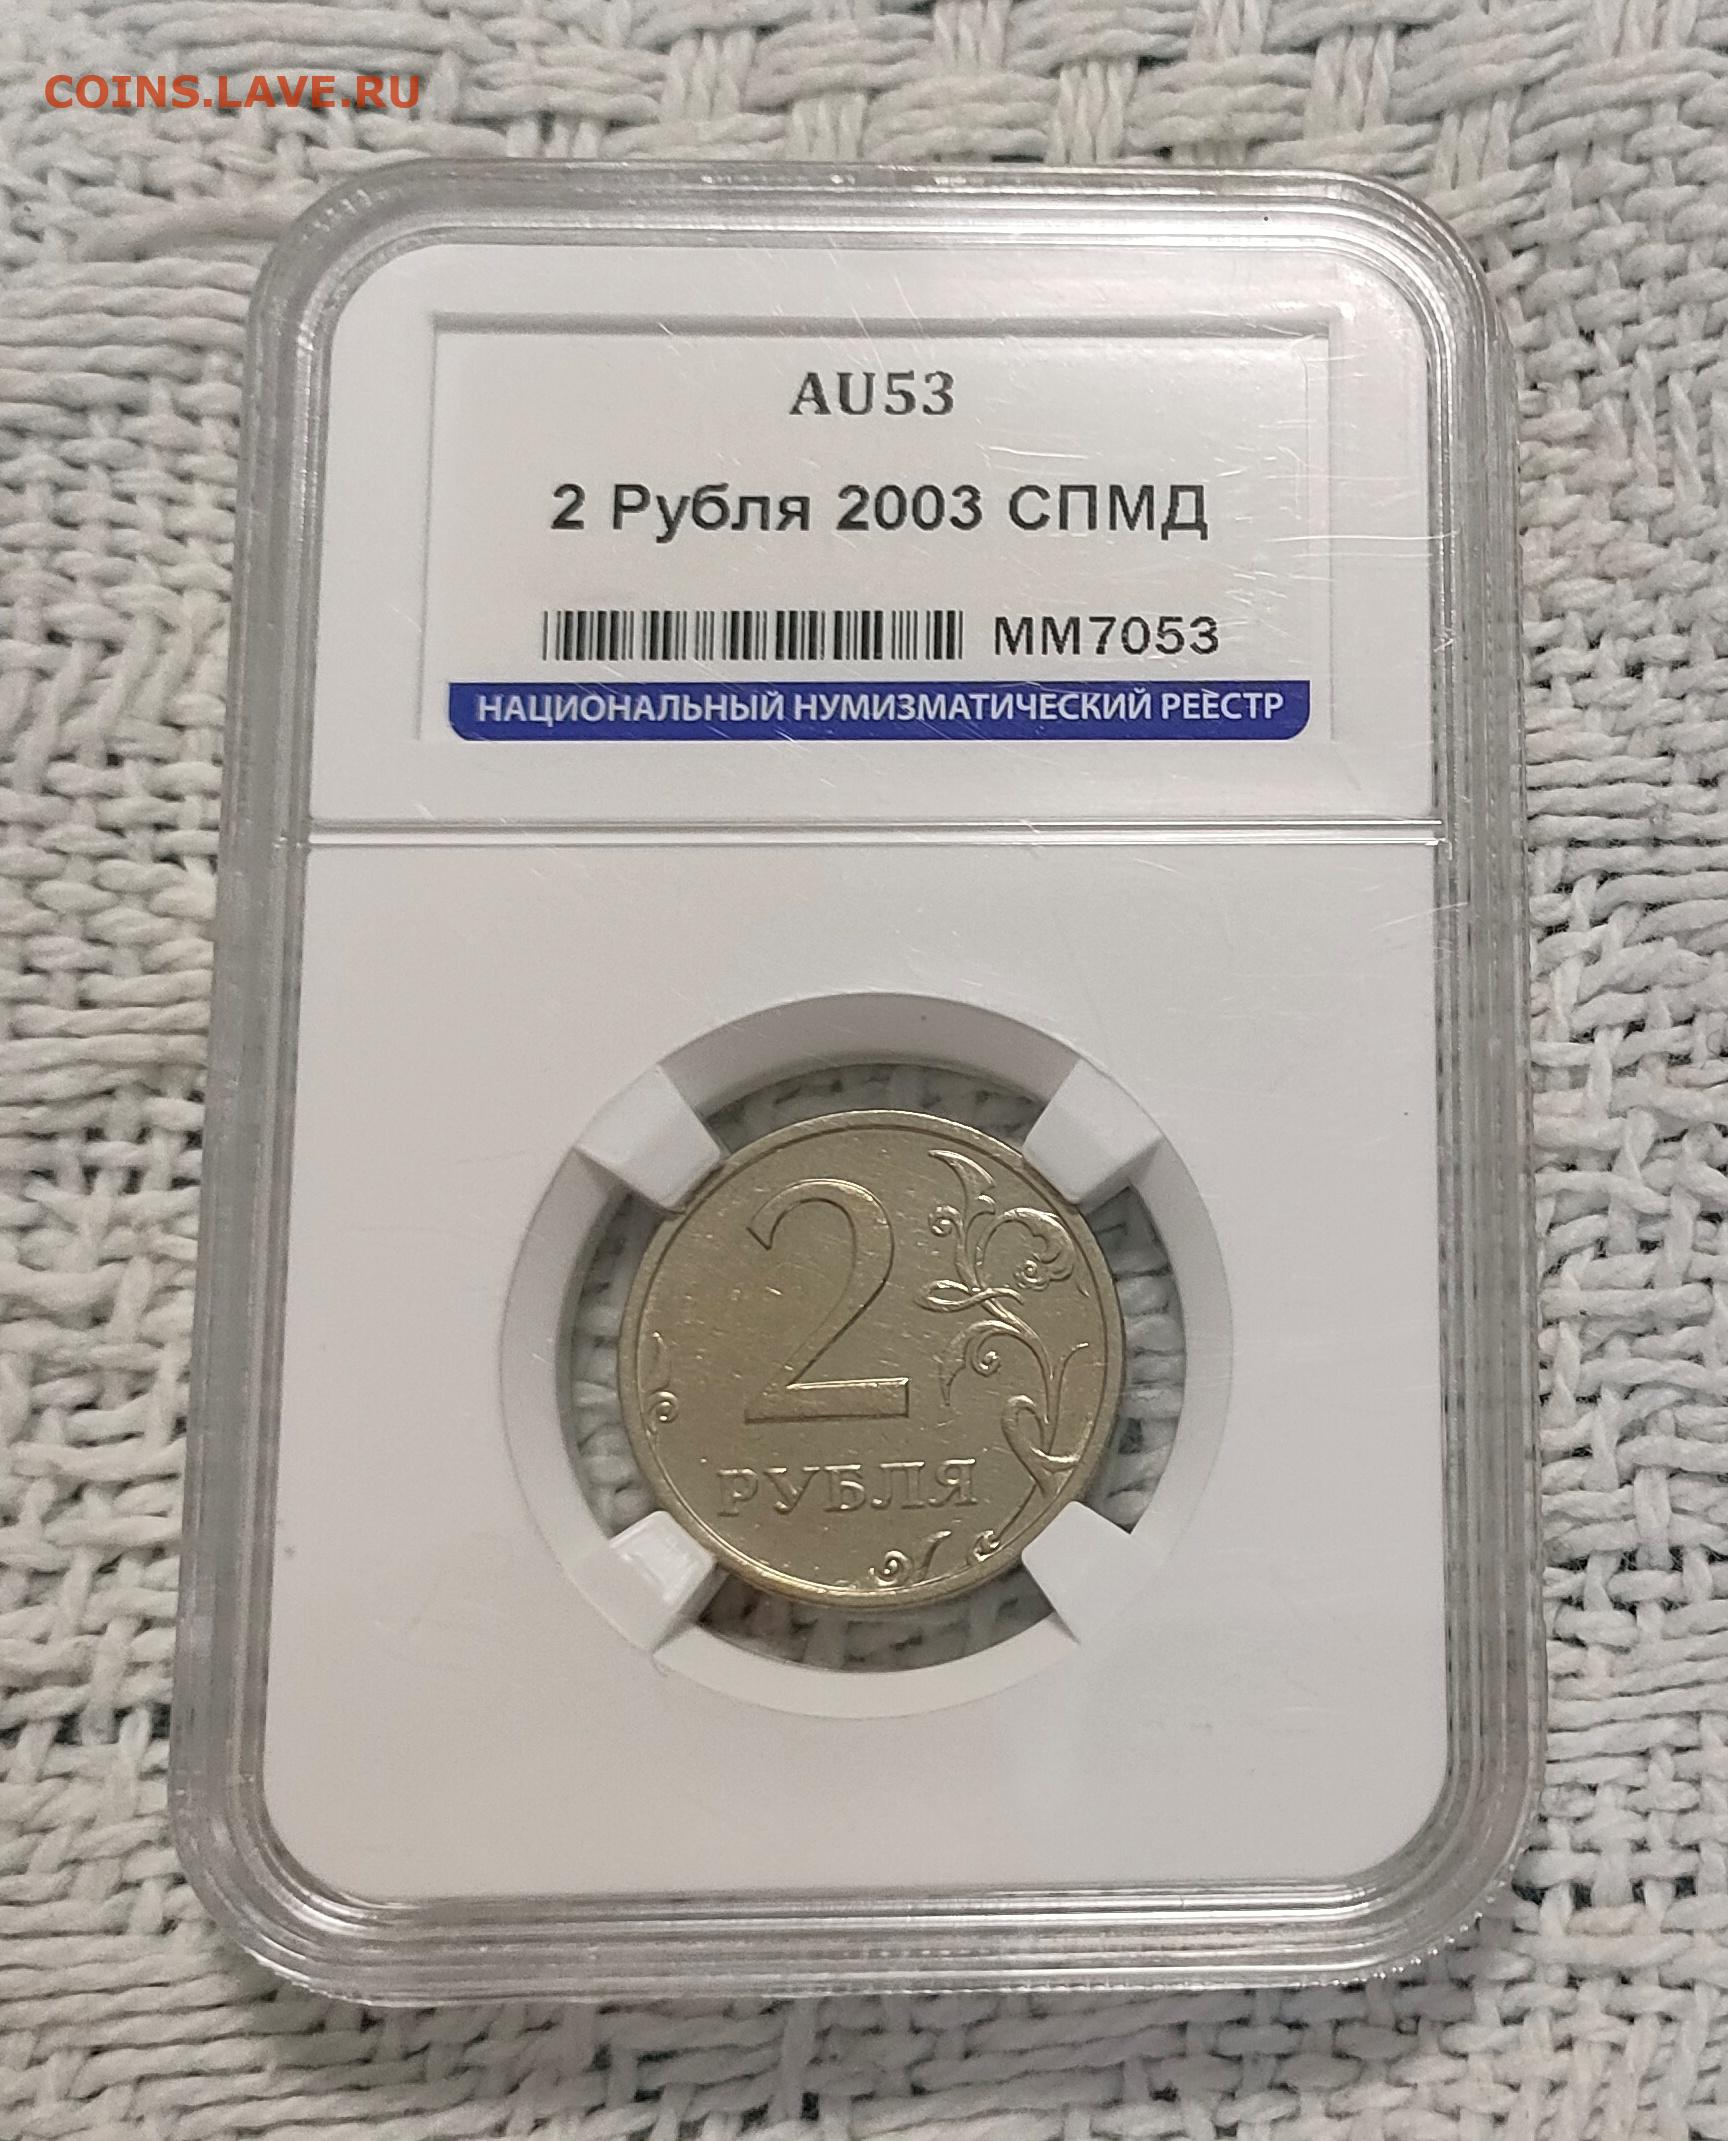 COINS.LAVE.RU
AU53
2 Рубля 2003 СПМД
MM7053
НАЦИОНАЛЬНЫЙ НУМИЗМАТИЧЕСКИЙ РЕЕСТР
2
РУБЛЯ